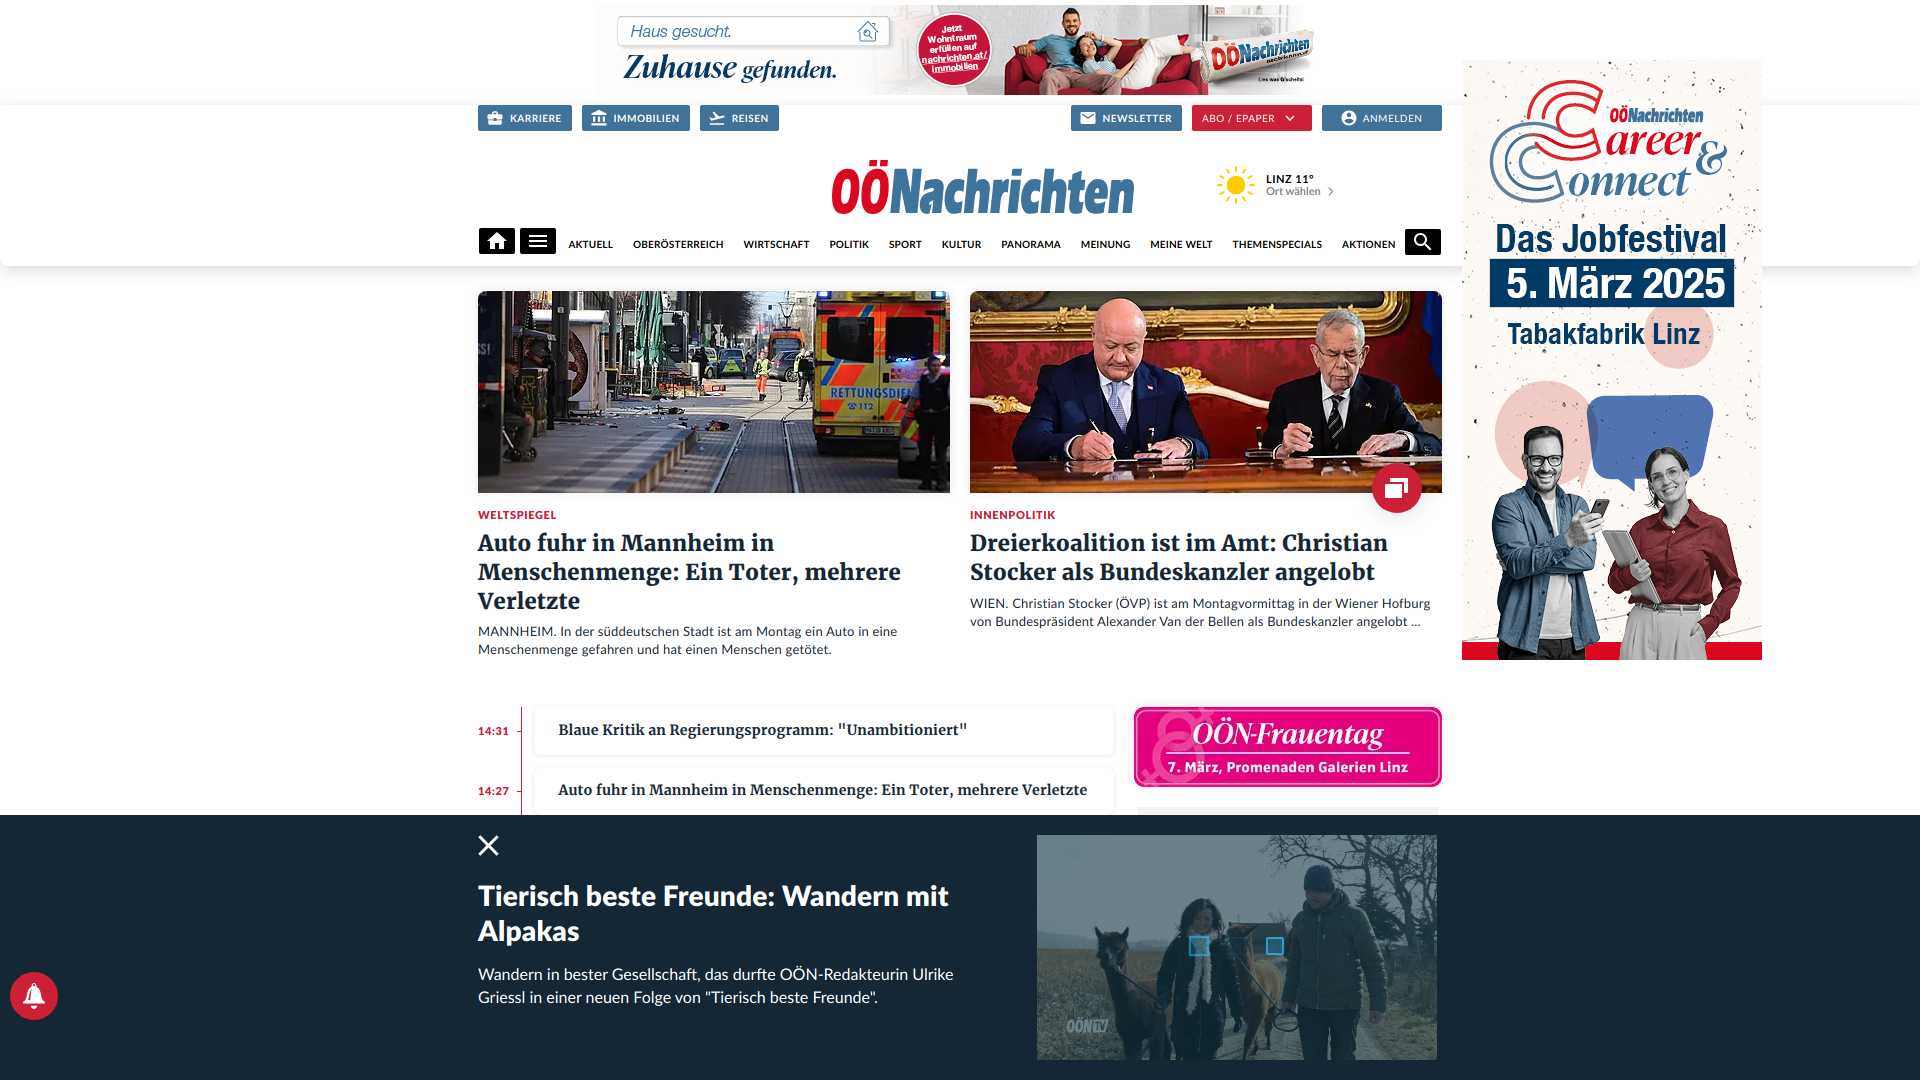 Haus gesucht.
Zuhause gefunden.
Jetzt
Wohntraum
erfüllen auf
nachrichten.at/
immobilien
OÖNachrichten
Lies was G'scheits!
KARRIERE
IMMOBILIEN
REISEN
NEWSLETTER
ABO / EPAPER
ANMELDEN
OÖNachrichten
LINZ 11°
Ort wählen
AKTUELL
OBERÖSTERREICH
WIRTSCHAFT
POLITIK
SPORT
KULTUR
PANORAMA
MEINUNG
MEINE WELT
THEMENSPECIALS
AKTIONEN
OÖNachrichten
Career &
Connect
Das Jobfestival
5. März 2025
Tabakfabrik Linz
112
WELTSPIEGEL
Auto fuhr in Mannheim in
Menschenmenge: Ein Toter, mehrere
Verletzte
MANNHEIM. In der süddeutschen Stadt ist am Montag ein Auto in eine
Menschenmenge gefahren und hat einen Menschen getötet.
INNENPOLITIK
Dreierkoalition ist im Amt: Christian
Stocker als Bundeskanzler angelobt
WIEN. Christian Stocker (ÖVP) ist am Montagvormittag in der Wiener Hofburg
von Bundespräsident Alexander Van der Bellen als Bundeskanzler angelobt ...
14:31
Blaue Kritik an Regierungsprogramm: "Unambitioniert"
14:27
Auto fuhr in Mannheim in Menschenmenge: Ein Toter, mehrere Verletzte
OÖN-Frauentag
7. März, Promenaden Galerien Linz
Tierisch beste Freunde: Wandern mit
Alpakas
Wandern in bester Gesellschaft, das durfte OÖN-Redakteurin Ulrike
Griessl in einer neuen Folge von "Tierisch beste Freunde".
OÖNTV